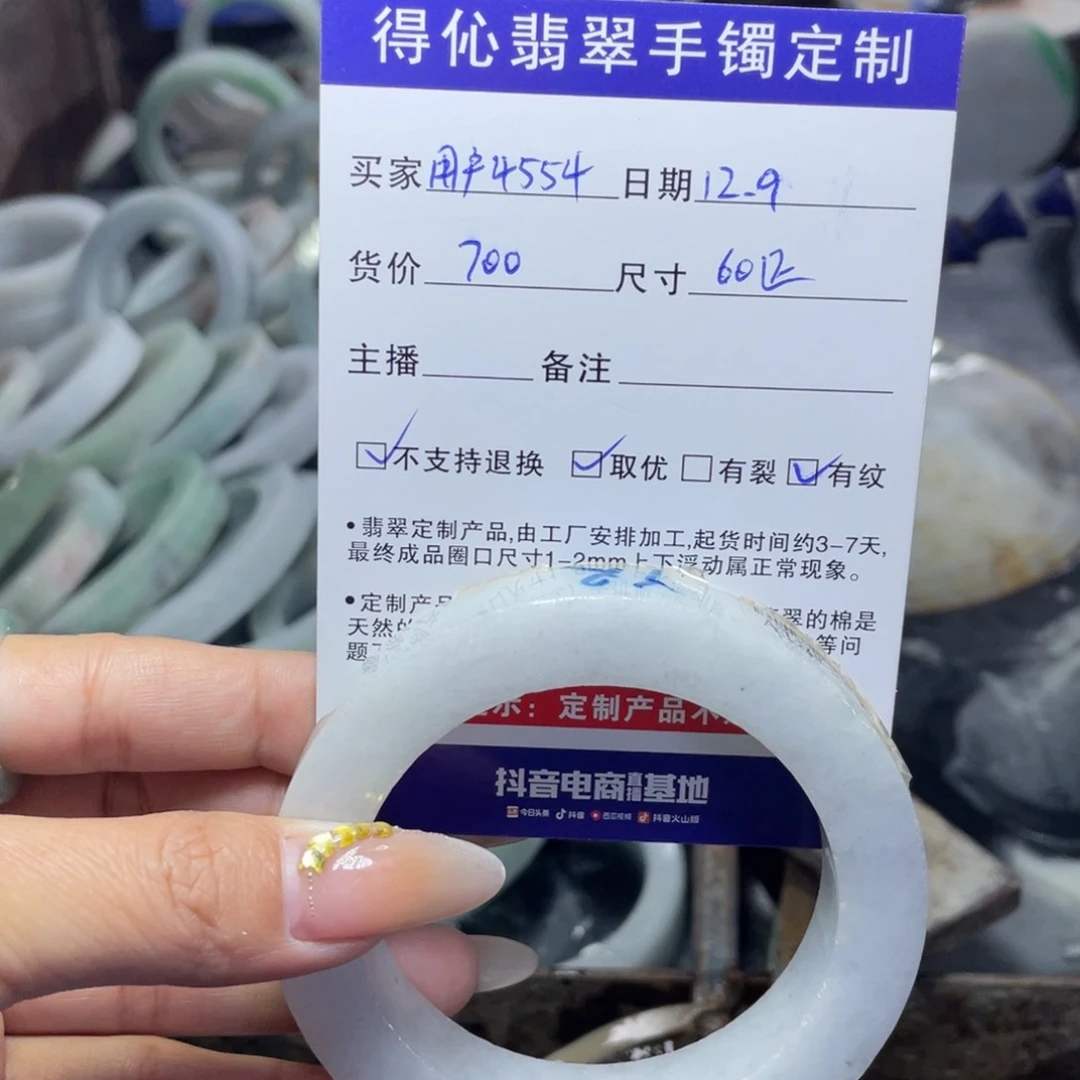 得伈翡翠手镯定制
买家 用户4554 日期 12.9
货价 700 尺寸 60正
主播 备注
不支持退换 取优 有裂 有纹
•翡翠定制产品,由工厂安排加工,起货时间约3-7天,
最终成品圈口尺寸1-2mm上下浮动属正常现象。
•定制产品 翠的棉是
天然的 等问
题
示：定制产品不
抖音电商直播基地
今日头条 抖音 西瓜视频 抖音火山版